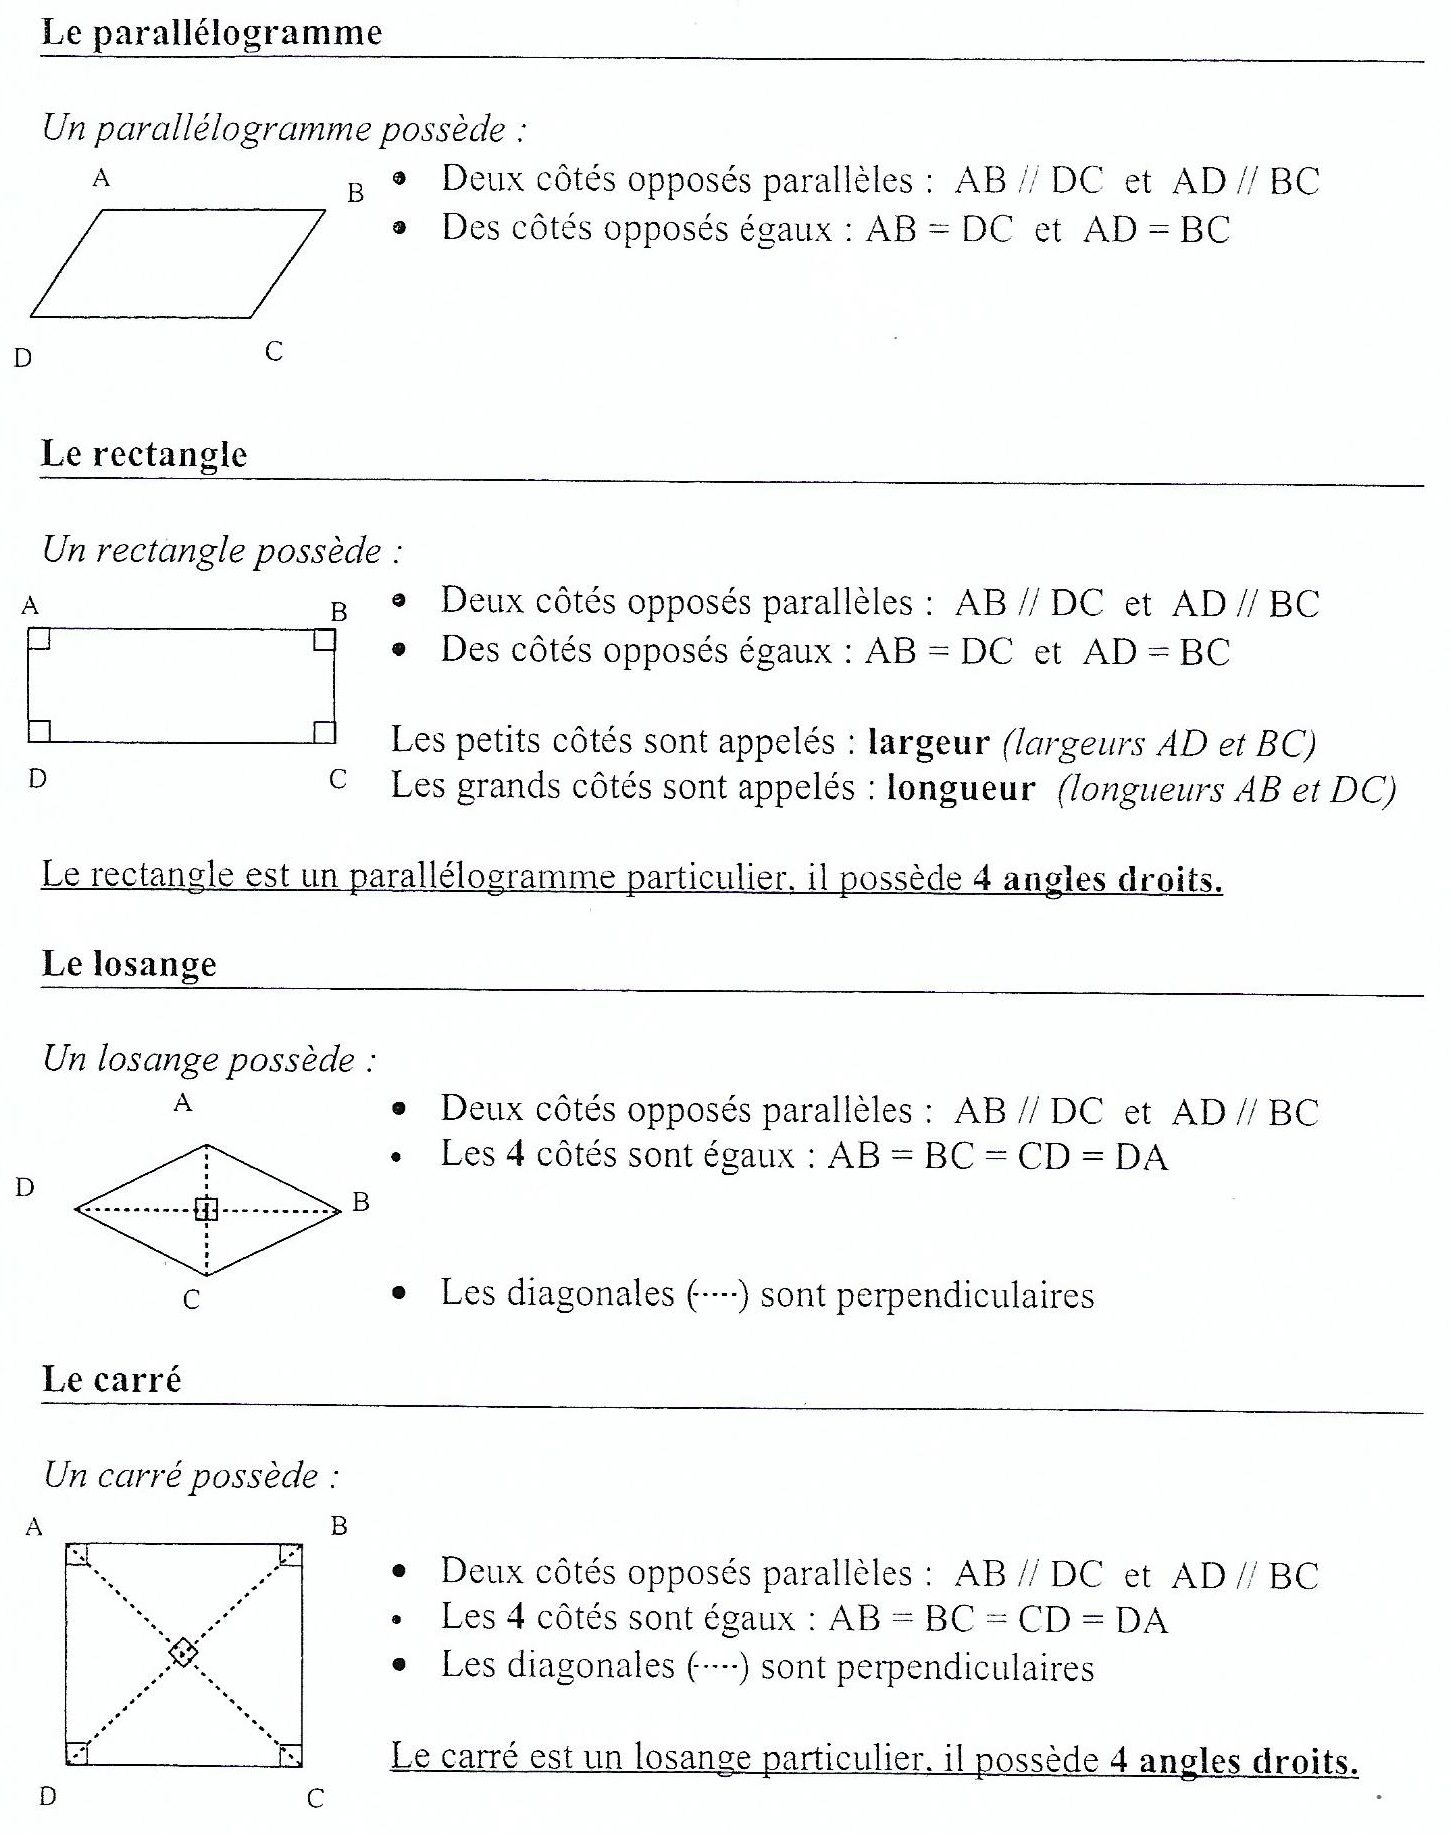 Le parallélogramme
Un parallélogramme possède :
A
B
• Deux côtés opposés parallèles : AB // DC et AD // BC
• Des côtés opposés égaux : AB = DC et AD = BC
D
C
Le rectangle
Un rectangle possède :
A
B
• Deux côtés opposés parallèles : AB // DC et AD // BC
• Des côtés opposés égaux : AB = DC et AD = BC
Les petits côtés sont appelés : largeur (largeurs AD et BC)
D
C
Les grands côtés sont appelés : longueur (longueurs AB et DC)
Le rectangle est un parallélogramme particulier, il possède 4 angles droits.
Le losange
Un losange possède :
A
• Deux côtés opposés parallèles : AB // DC et AD // BC
• Les 4 côtés sont égaux : AB = BC = CD = DA
D
B
C
• Les diagonales (·····) sont perpendiculaires
Le carré
Un carré possède :
A
B
• Deux côtés opposés parallèles : AB // DC et AD // BC
• Les 4 côtés sont égaux : AB = BC = CD = DA
• Les diagonales (·····) sont perpendiculaires
Le carré est un losange particulier, il possède 4 angles droits.
D
C